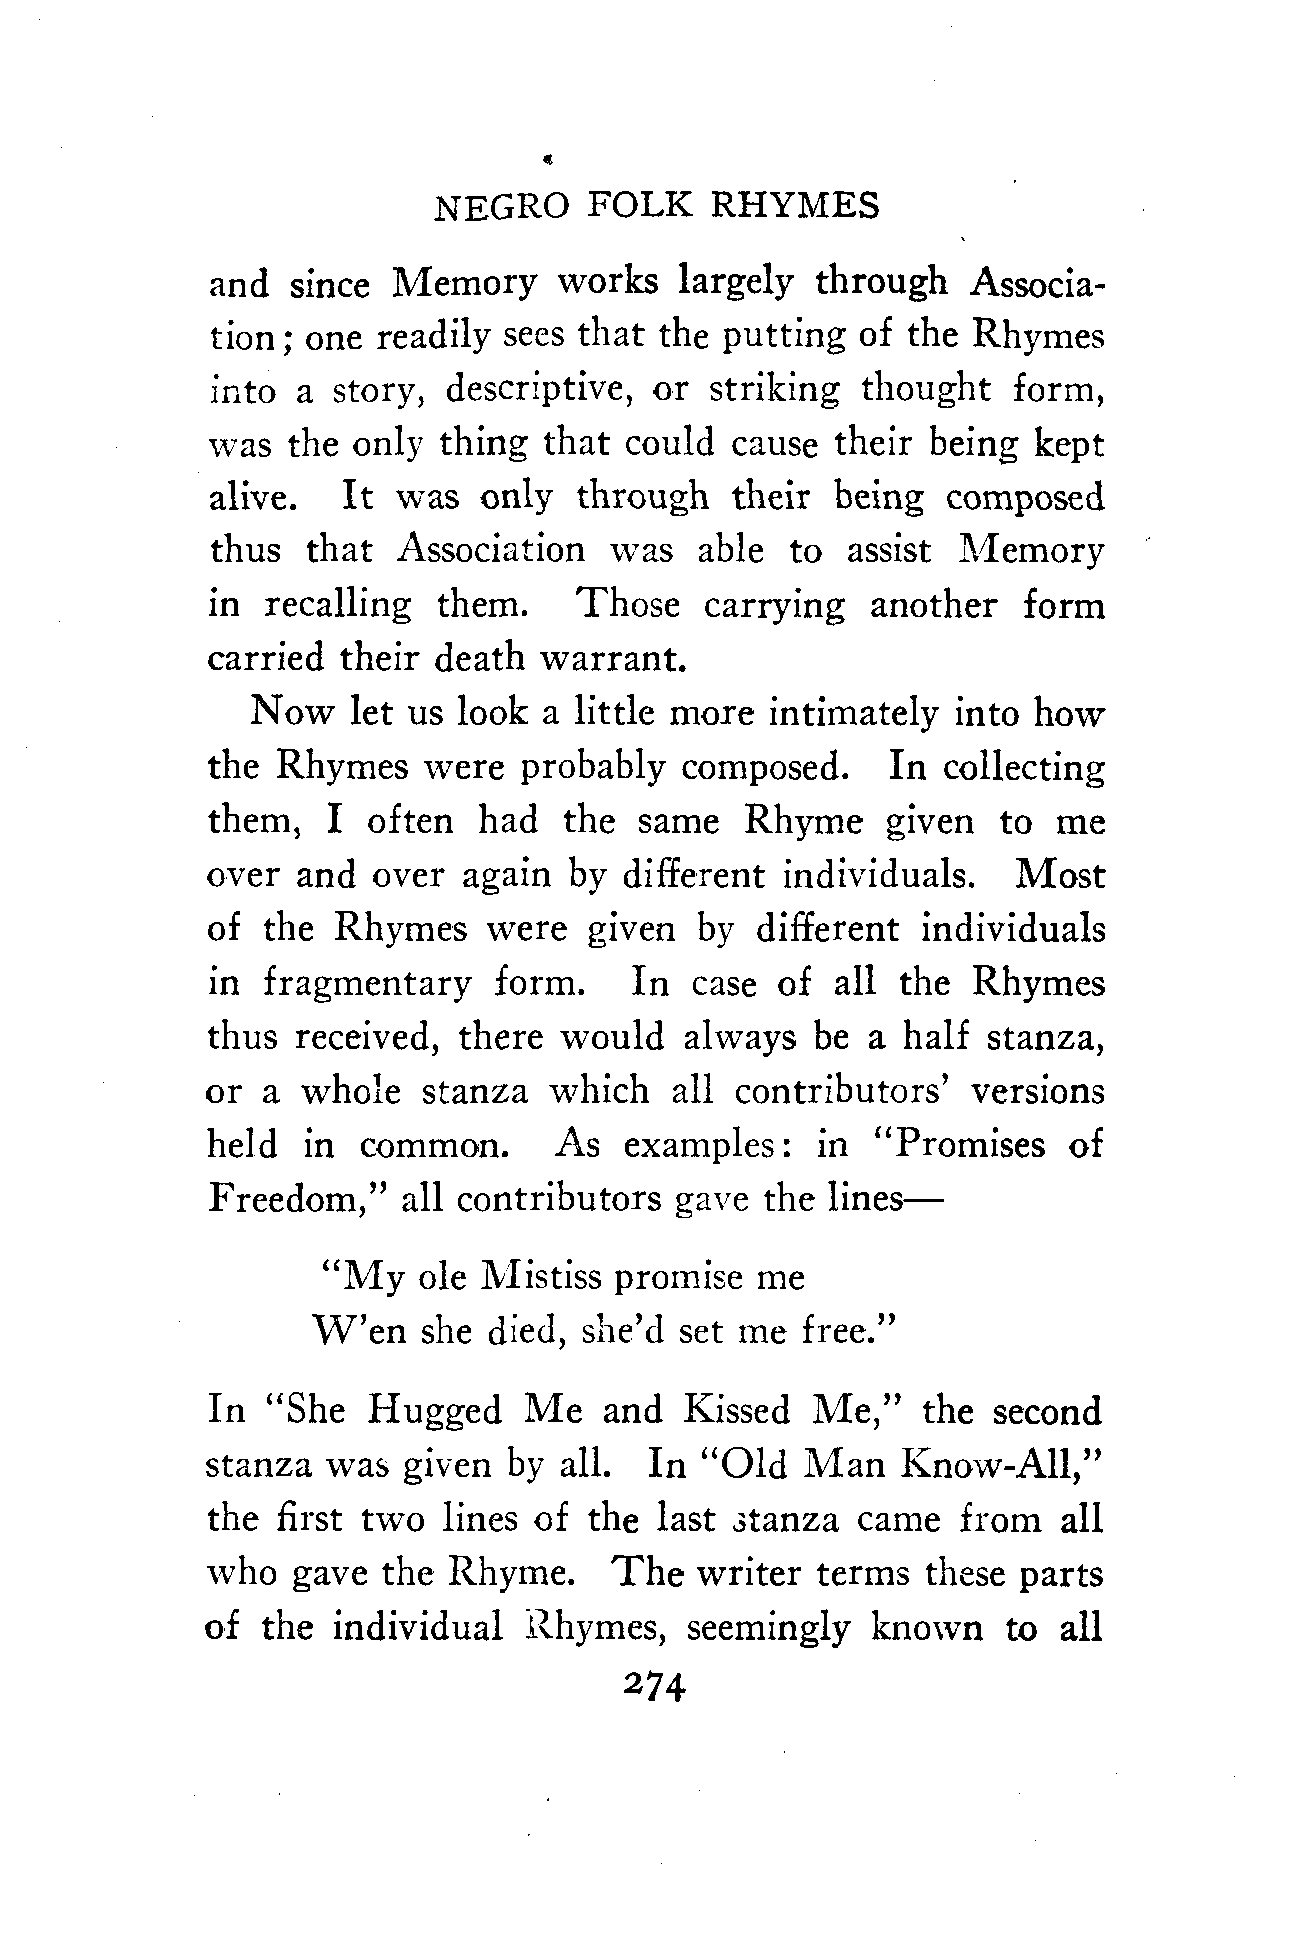 NEGRO FOLK RHYMES
and since Memory works largely through Associa-
tion; one readily sees that the putting of the Rhymes
into a story, descriptive, or striking thought form,
was the only thing that could cause their being kept
alive. It was only through their being composed
thus that Association was able to assist Memory
in recalling them. Those carrying another form
carried their death warrant.
Now let us look a little more intimately into how
the Rhymes were probably composed. In collecting
them, I often had the same Rhyme given to me
over and over again by different individuals. Most
of the Rhymes were given by different individuals
in fragmentary form. In case of all the Rhymes
thus received, there would always be a half stanza,
or a whole stanza which all contributors' versions
held in common. As examples: in "Promises of
Freedom," all contributors gave the lines—
"My ole Mistiss promise me
W'en she died, she'd set me free."
In "She Hugged Me and Kissed Me," the second
stanza was given by all. In "Old Man Know-All,"
the first two lines of the last stanza came from all
who gave the Rhyme. The writer terms these parts
of the individual Rhymes, seemingly known to all
274